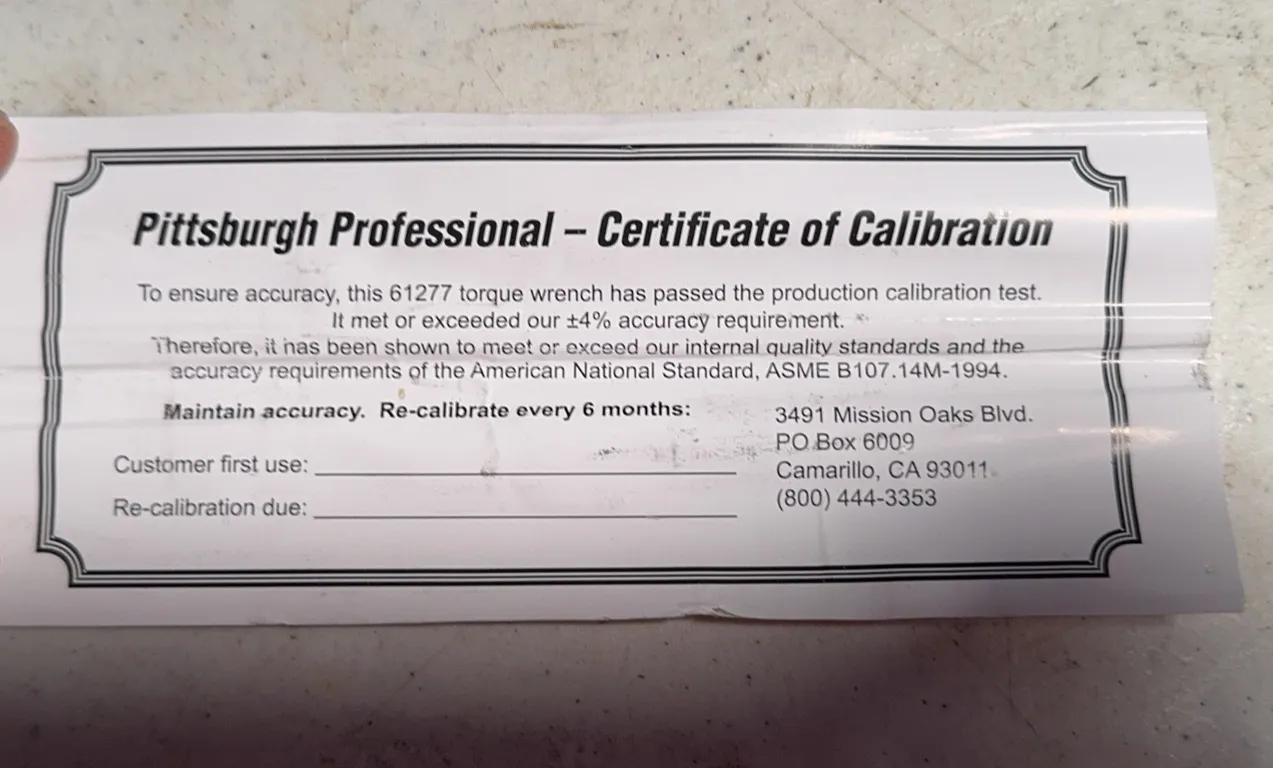 Pittsburgh Professional – Certificate of Calibration
To ensure accuracy, this 61277 torque wrench has passed the production calibration test.
It met or exceeded our ±4% accuracy requirement.
Therefore, it has been shown to meet or exceed our internal quality standards and the
accuracy requirements of the American National Standard, ASME B107.14M-1994.
Maintain accuracy. Re-calibrate every 6 months:
Customer first use:
Re-calibration due:
3491 Mission Oaks Blvd.
PO Box 6009
Camarillo, CA 93011
(800) 444-3353